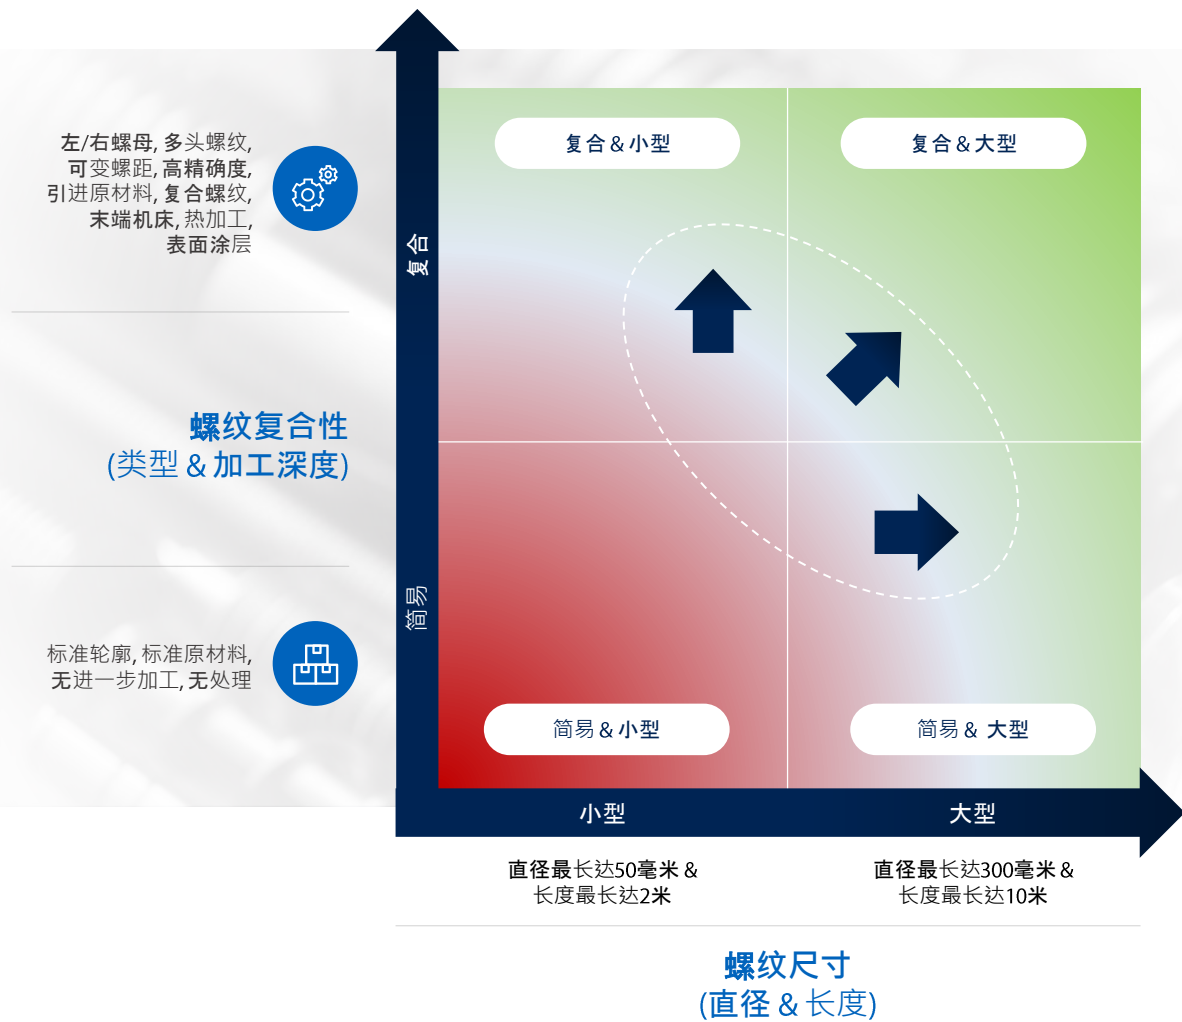 左/右螺母, 多头螺纹,
可变螺距, 高精确度,
引进原材料, 复合螺纹,
末端机床, 热加工,
表面涂层
螺纹复合性
(类型 & 加工深度)
标准轮廓, 标准原材料,
无进一步加工, 无处理
复合
简易
复合 & 小型
复合 & 大型
简易 & 小型
简易 & 大型
小型
大型
直径最长达50毫米 &
长度最长达2米
直径最长达300毫米 &
长度最长达10米
螺纹尺寸
(直径 & 长度)